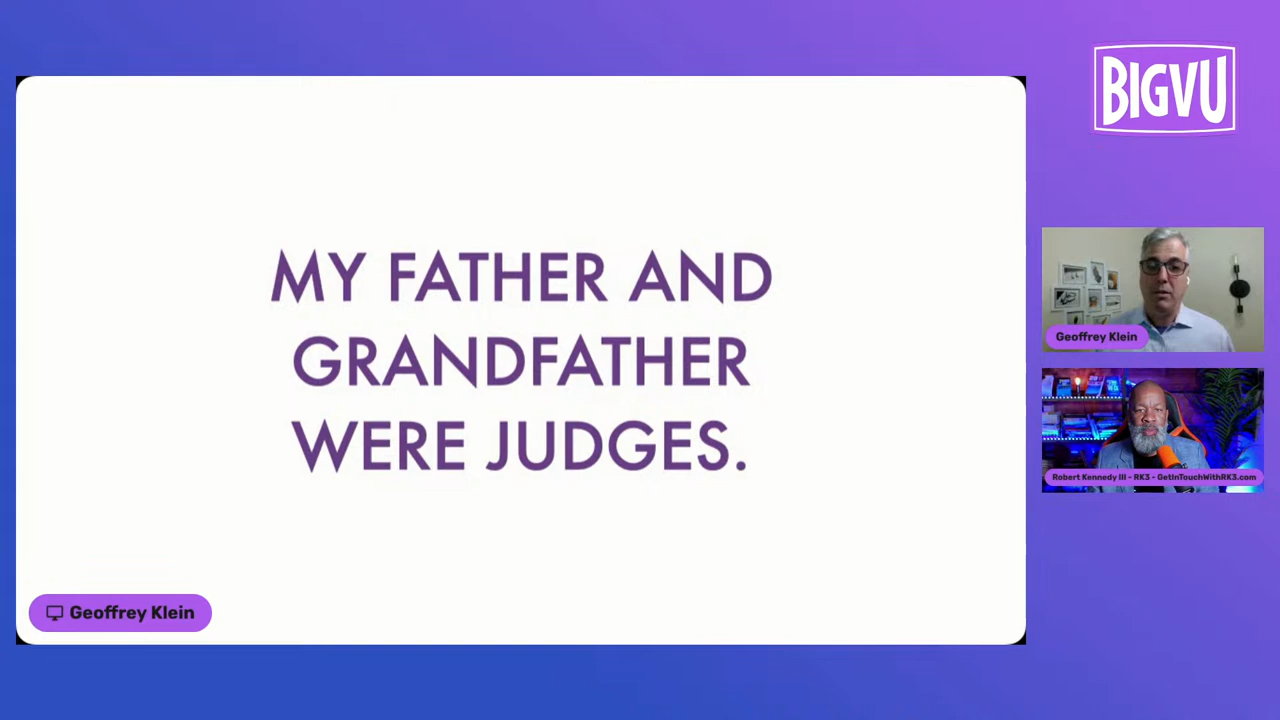 BIGVU
MY FATHER AND
GRANDFATHER
WERE JUDGES.
Geoffrey Klein
Geoffrey Klein
Robert Kennedy III - RK3 - GetInTouchWithRK3.com